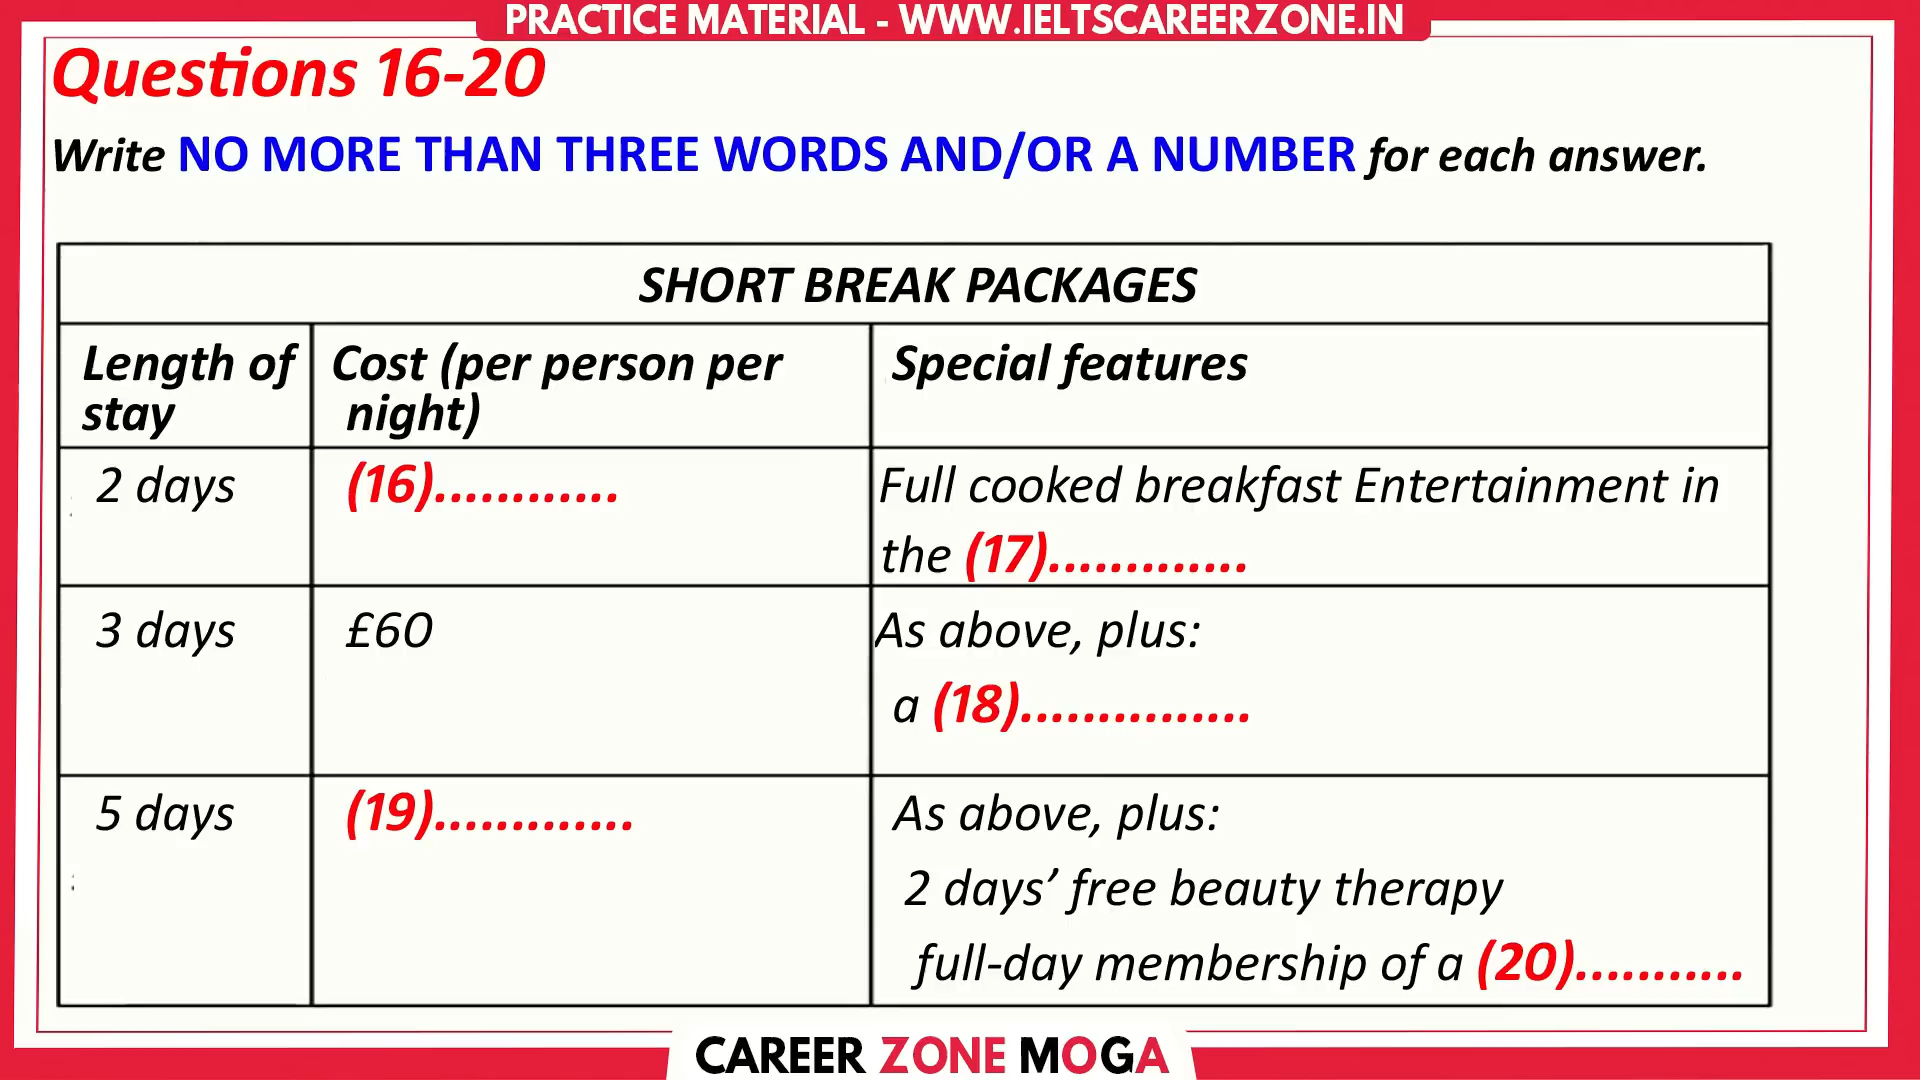 PRACTICE MATERIAL - WWW.IELTSCAREERZONE.IN
Questions 16-20
Write NO MORE THAN THREE WORDS AND/OR A NUMBER for each answer.
SHORT BREAK PACKAGES
Length of stay
Cost (per person per night)
Special features
2 days
(16)............
Full cooked breakfast Entertainment in
the (17).............
3 days
£60
As above, plus:
a (18)...............
5 days
(19).............
As above, plus:
2 days’ free beauty therapy
full-day membership of a (20)...........
CAREER ZONE MOGA